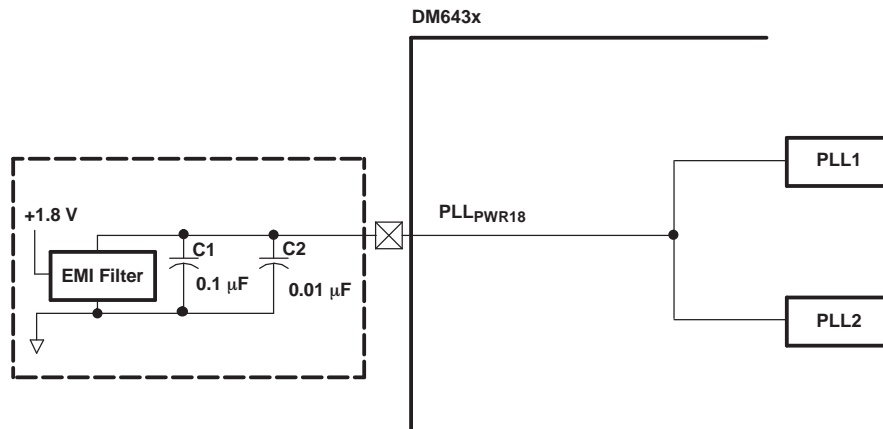 DM643x
PLL1
+1.8 V
PLLPWR18
C1
C2
EMI Filter
0.1 μF
0.01 μF
PLL2